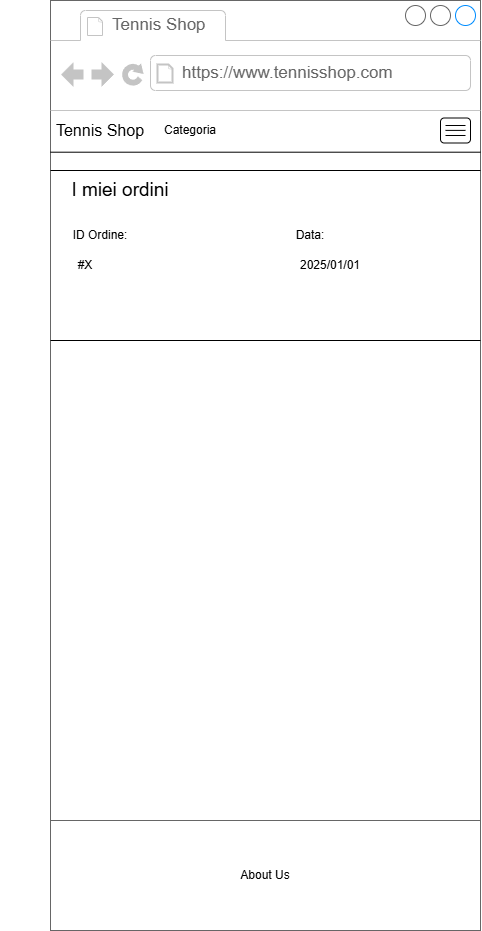 Tennis Shop
https://www.tennisshop.com
Tennis Shop Categoria
I miei ordini
ID Ordine: Data:
#X 2025/01/01
About Us